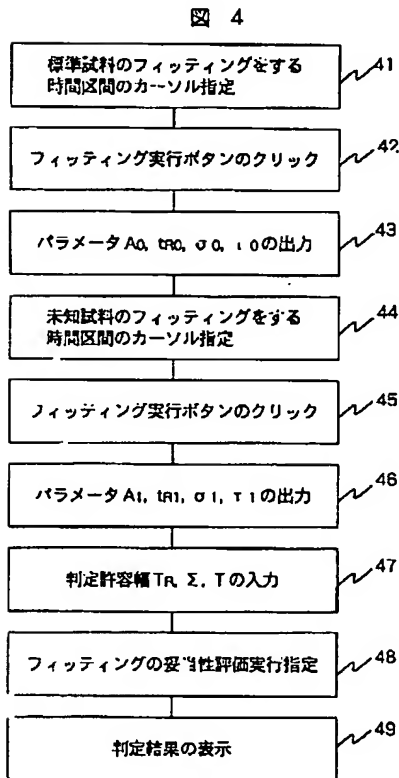 図 4
標準試料のフィッティングをする
時間区間のカーソル指定
41
フィッティング実行ボタンのクリック
42
パラメータ A0, tR0, σ0, τ0の出力
43
未知試料のフィッティングをする
時間区間のカーソル指定
44
フィッティング実行ボタンのクリック
45
パラメータ A1, tR1, σ1, τ1の出力
46
判定許容幅 TR, Σ, Tの入力
47
フィッティングの妥当性評価実行指定
48
判定結果の表示
49